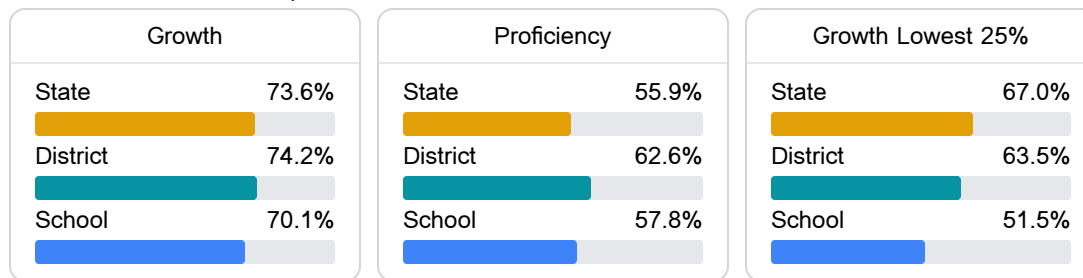 Growth
State 73.6%
District 74.2%
School 70.1%
Proficiency
State 55.9%
District 62.6%
School 57.8%
Growth Lowest 25%
State 67.0%
District 63.5%
School 51.5%